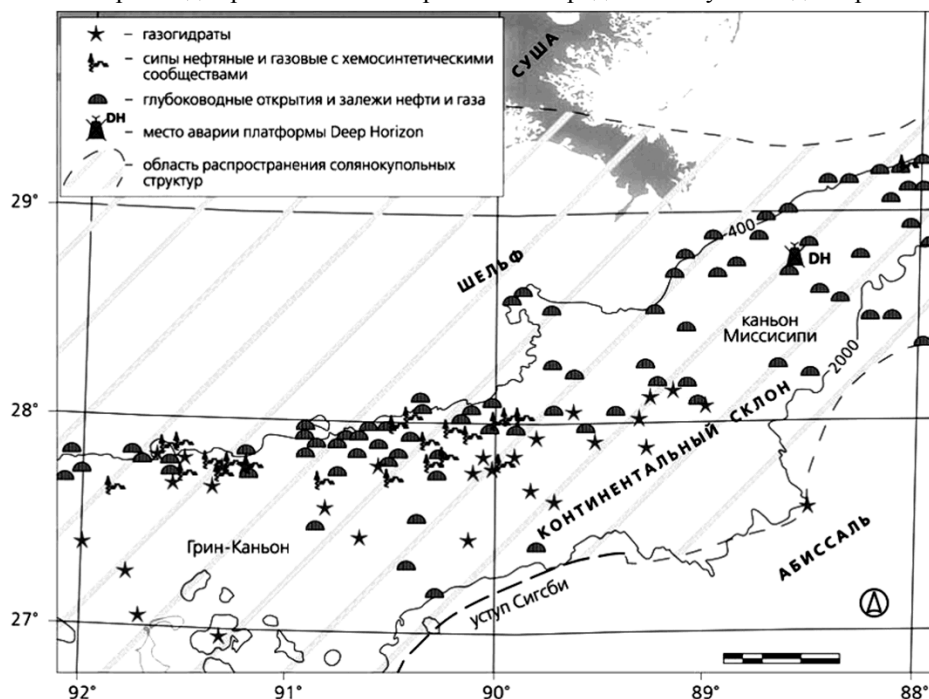 газогидраты
сипы нефтяные и газовые с хемосинтетическими
сообществами
глубоководные открытия и залежи нефти и газа
DH
место аварии платформы Deep Horizon
область распространения солянокупольных
структур
СУША
29°
400
ШЕЛЬФ
DH
каньон
Миссисипи
2000
28°
КОНТИНЕНТАЛЬНЫЙ СКЛОН
Грин-Каньон
АБИССАЛЬ
уступ Сигсби
27°
92°
91°
90°
89°
88°